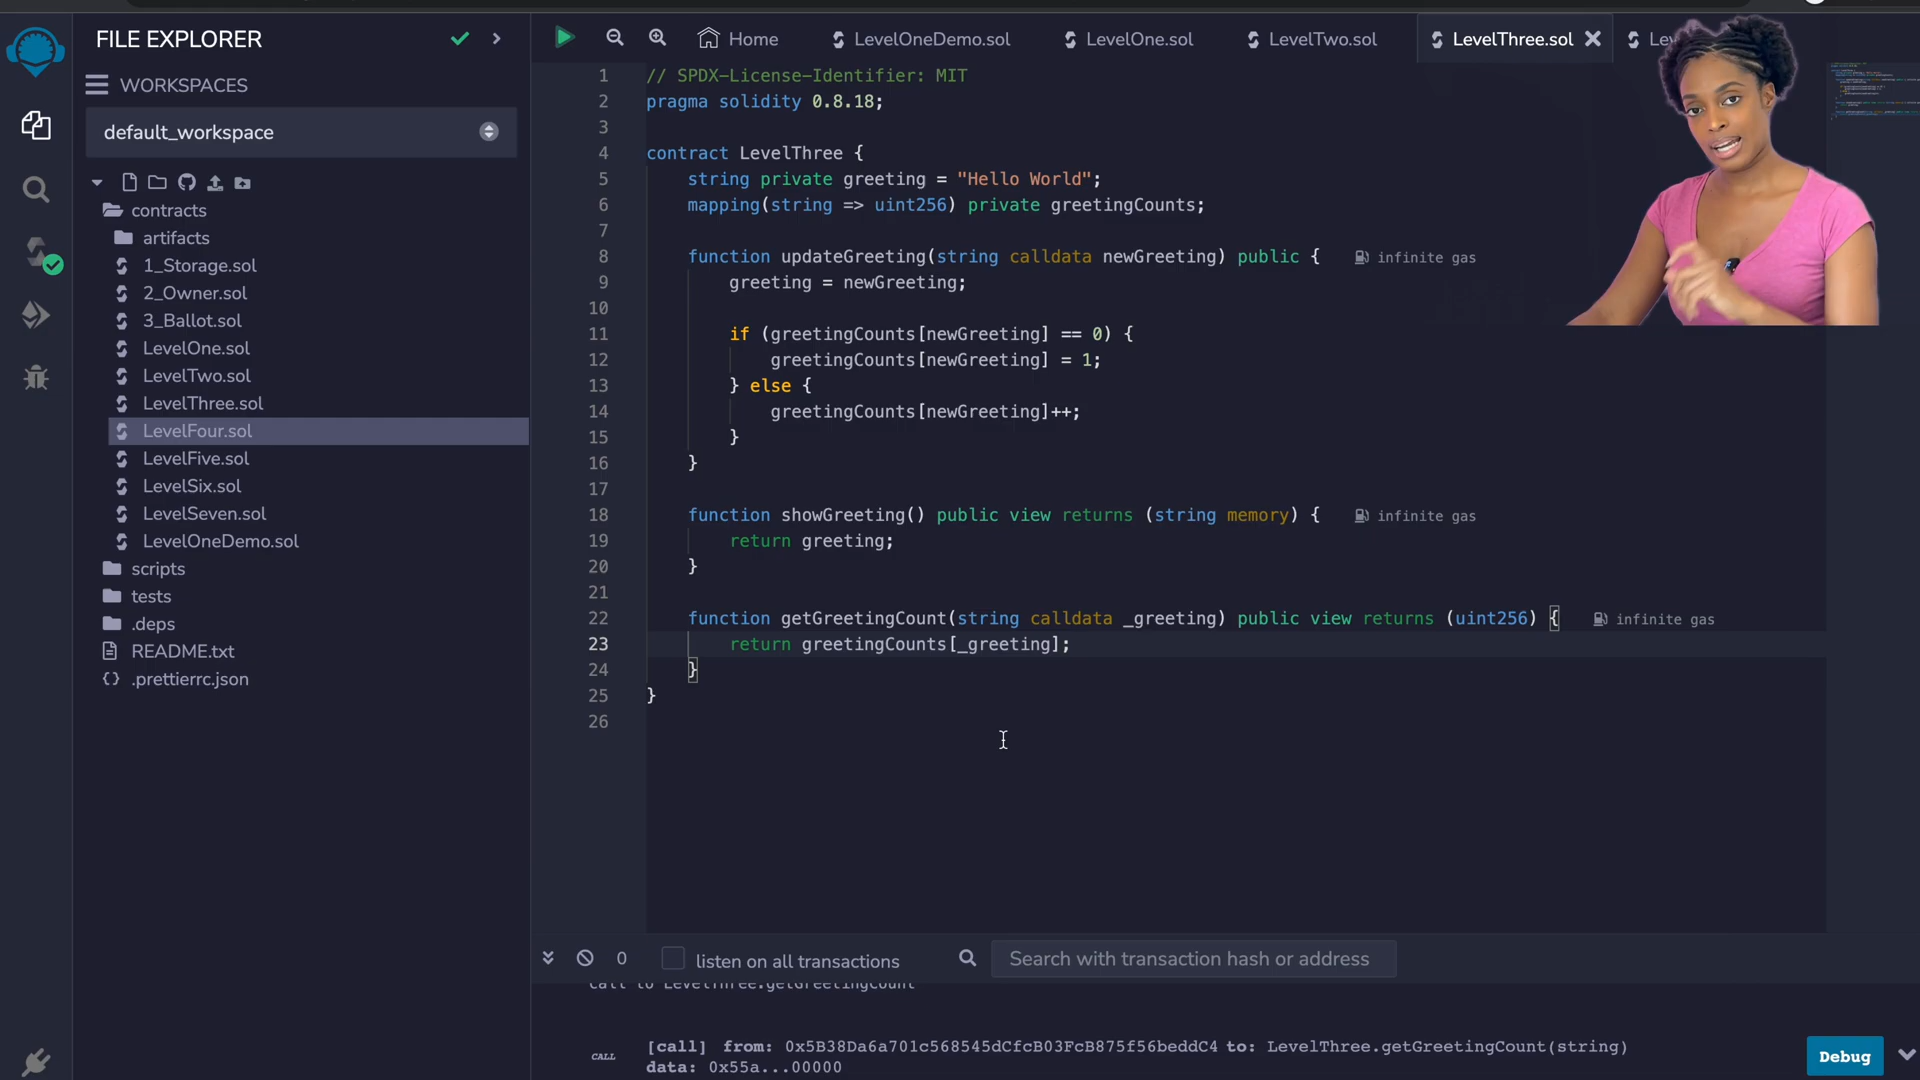 FILE EXPLORER
WORKSPACES
default_workspace
contracts
artifacts
1_Storage.sol
2_Owner.sol
3_Ballot.sol
LevelOne.sol
LevelTwo.sol
LevelThree.sol
LevelFour.sol
LevelFive.sol
LevelSix.sol
LevelSeven.sol
LevelOneDemo.sol
scripts
tests
.deps
README.txt
{} .prettierrc.json
Home
LevelOneDemo.sol
LevelOne.sol
LevelTwo.sol
LevelThree.sol
1 // SPDX-License-Identifier: MIT
2 pragma solidity 0.8.18;
3
4 contract LevelThree {
5 string private greeting = "Hello World";
6 mapping(string => uint256) private greetingCounts;
7
8 function updateGreeting(string calldata newGreeting) public { infinite gas
9 greeting = newGreeting;
10
11 if (greetingCounts[newGreeting] == 0) {
12 greetingCounts[newGreeting] = 1;
13 } else {
14 greetingCounts[newGreeting]++;
15 }
16 }
17
18 function showGreeting() public view returns (string memory) { infinite gas
19 return greeting;
20 }
21
22 function getGreetingCount(string calldata _greeting) public view returns (uint256) { infinite gas
23 return greetingCounts[_greeting];
24 }
25 }
26
0 listen on all transactions Search with transaction hash or address
call to LevelThree.getGreetingCount
CALL [call] from: 0x5B38Da6a701c568545dCfcB03FcB875f56beddC4 to: LevelThree.getGreetingCount(string)
data: 0x55a...00000
Debug